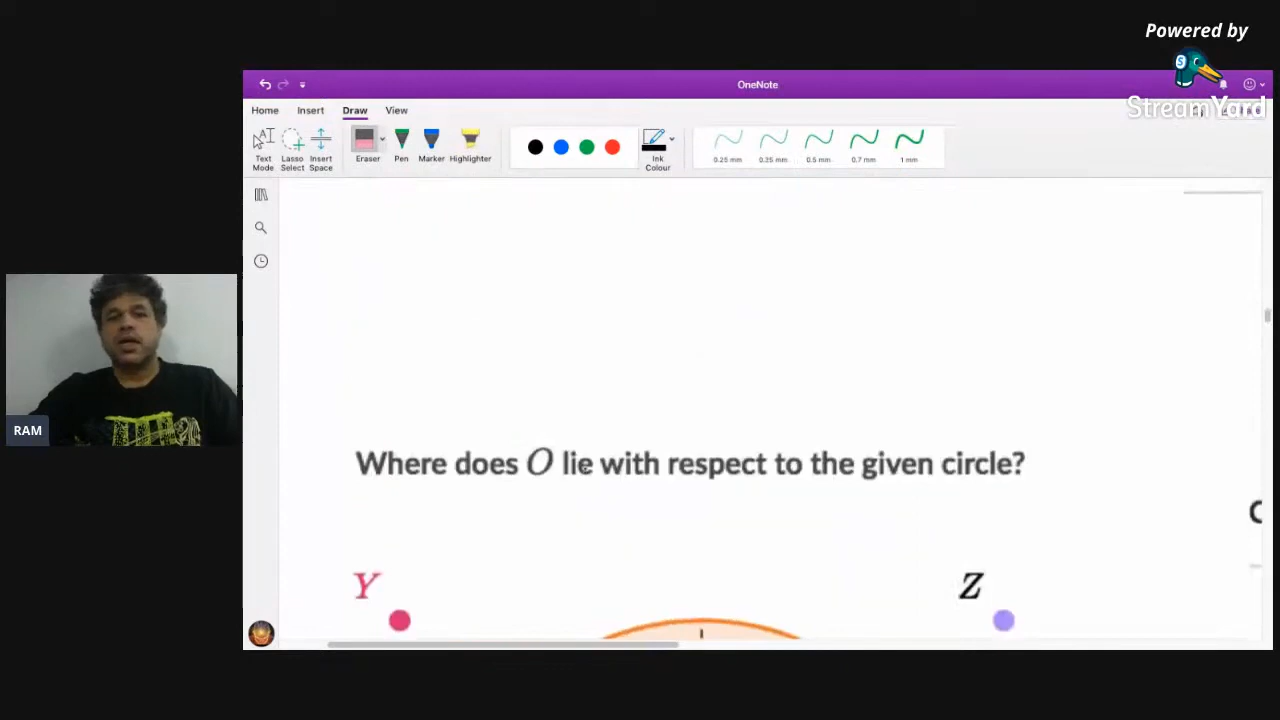 Powered by
StreamYard
OneNote
Home Insert Draw View
Text Mode
Lasso Select
Insert Space
Eraser
Pen
Marker
Highlighter
Ink Colour
0.25 mm
0.35 mm
0.5 mm
0.7 mm
1 mm
RAM
Where does O lie with respect to the given circle?
Y
Z